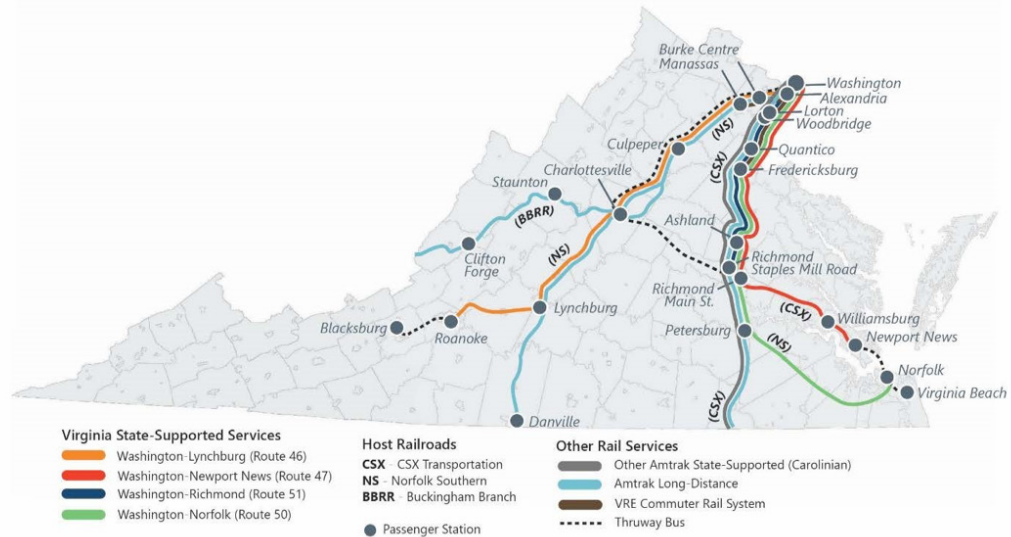 Burke Centre
Manassas
Washington
Alexandria
Lorton
Woodbridge
(NS)
Culpeper
Quantico
(CSX)
Fredericksburg
Charlottesville
Staunton
(BBRR)
Ashland
Clifton
Forge
(NS)
Richmond
Staples Mill Road
Richmond
Main St.
Lynchburg
(CSX)
Williamsburg
Blacksburg
Roanoke
Petersburg
(NS)
Newport News
Norfolk
Virginia Beach
Danville
(CSX)
Virginia State-Supported Services
Washington-Lynchburg (Route 46)
Washington-Newport News (Route 47)
Washington-Richmond (Route 51)
Washington-Norfolk (Route 50)
Host Railroads
CSX - CSX Transportation
NS - Norfolk Southern
BBRR - Buckingham Branch
Passenger Station
Other Rail Services
Other Amtrak State-Supported (Carolinian)
Amtrak Long-Distance
VRE Commuter Rail System
Thruway Bus